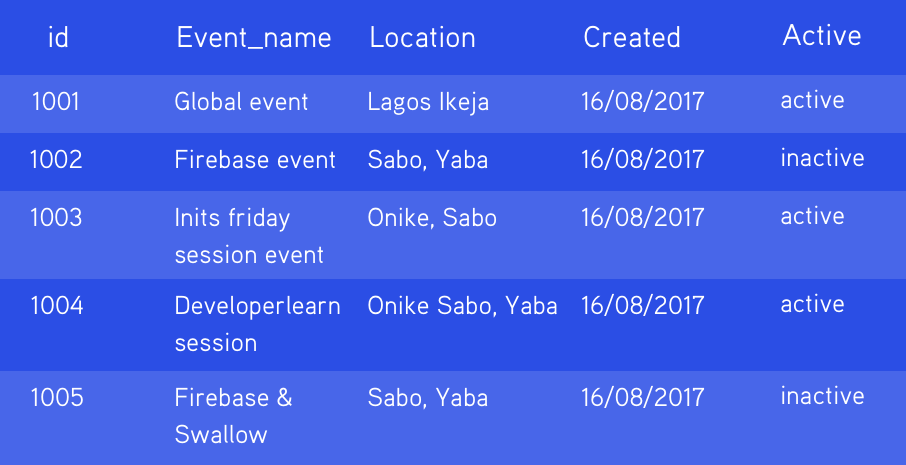 id Event_name Location Created Active
1001 Global event Lagos Ikeja 16/08/2017 active
1002 Firebase event Sabo, Yaba 16/08/2017 inactive
1003 Inits friday Onike, Sabo 16/08/2017 active
session event
1004 Developerlearn Onike Sabo, Yaba 16/08/2017 active
session
1005 Firebase & Sabo, Yaba 16/08/2017 inactive
Swallow